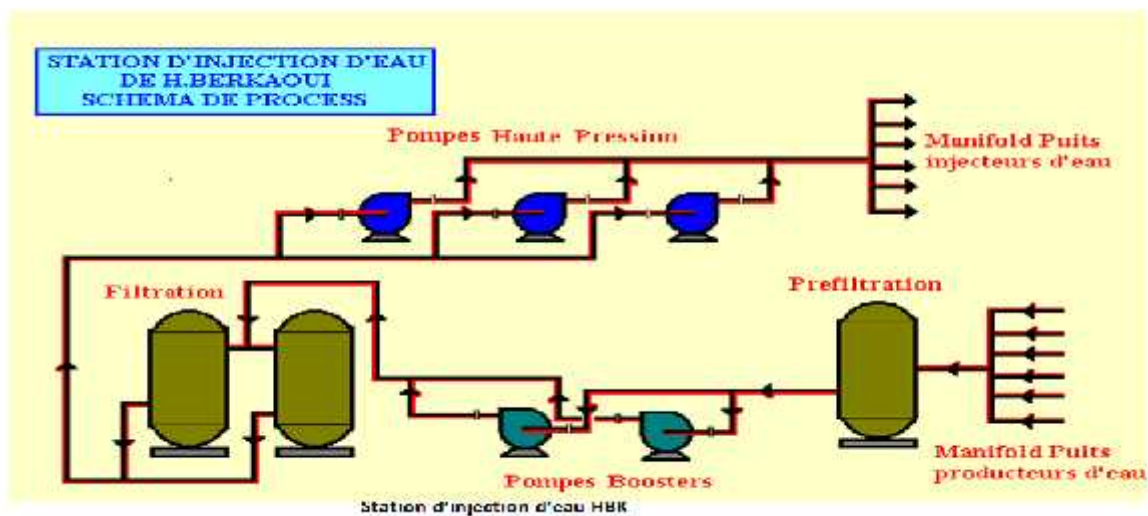 STATION D'INJECTION D'EAU
DE H.BERKAOUI
SCHEMA DE PROCESS
Pompes Haute Pression
Manifold Puits
injecteurs d'eau
Filtration
Prefiltration
Pompes Boosters
Manifold Puits
producteurs d'eau
Station d'injection d'eau HBK